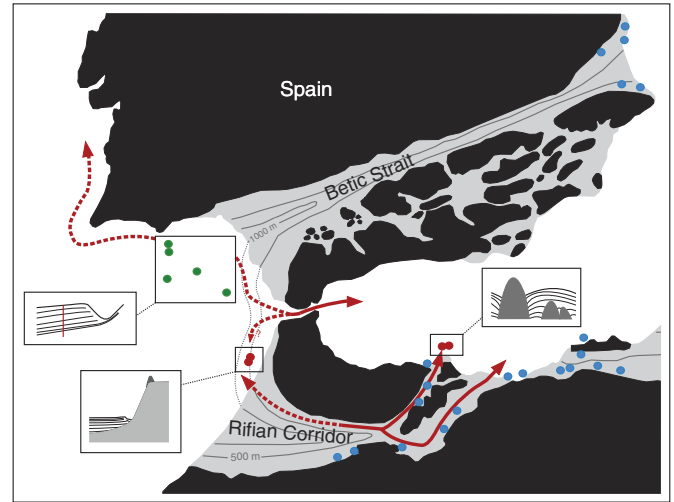 Spain
Betic Strait
1000 m
?
Rifian Corridor
500 m